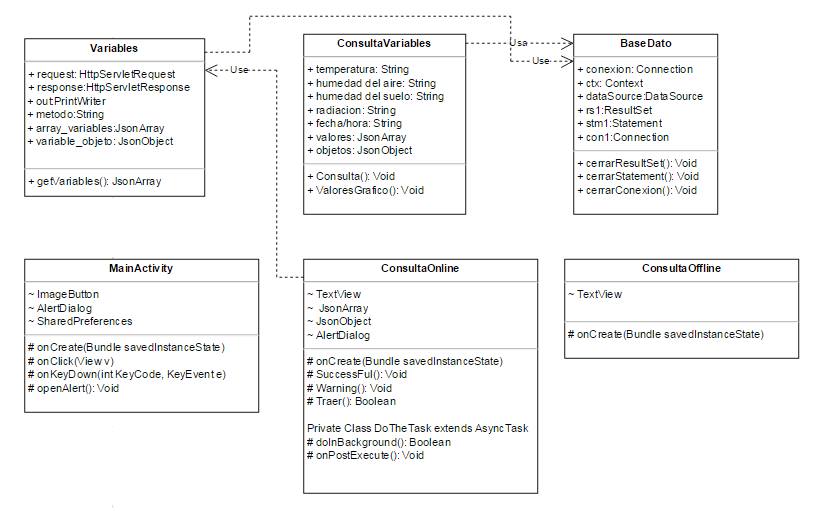 Variables
+ request: HttpServletRequest
+ response:HttpServletResponse
+ out:PrintWriter
+ metodo:String
+ array_variables:JsonArray
+ variable_objeto: JsonObject
+ getVariables(): JsonArray
ConsultaVariables
+ temperatura: String
+ humedad del aire: String
+ humedad del suelo: String
+ radiacion: String
+ fecha/hora: String
+ valores: JsonArray
+ objetos: JsonObject
+ Consulta(): Void
+ ValoresGrafico(): Void
Usa
Use
Use
BaseDato
+ conexion: Connection
+ ctx: Context
+ dataSource:DataSource
+ rs1:ResultSet
+ stm1:Statement
+ con1:Connection
+ cerrarResultSet(): Void
+ cerrarStatement(): Void
+ cerrarConexion(): Void
MainActivity
~ ImageButton
~ AlertDialog
~ SharedPreferences
# onCreate(Bundle savedInstanceState)
# onClick(View v)
# onKeyDown(int KeyCode, KeyEvent e)
# openAlert(): Void
ConsultaOnline
~ TextView
~ JsonArray
~ JsonObject
~ AlertDialog
# onCreate(Bundle savedInstanceState)
# SuccessFul(): Void
# Warning(): Void
# Traer(): Boolean
Private Class DoTheTask extends AsyncTask
# doInBackground(): Boolean
# onPostExecute(): Void
ConsultaOffline
~ TextView
# onCreate(Bundle savedInstanceState)